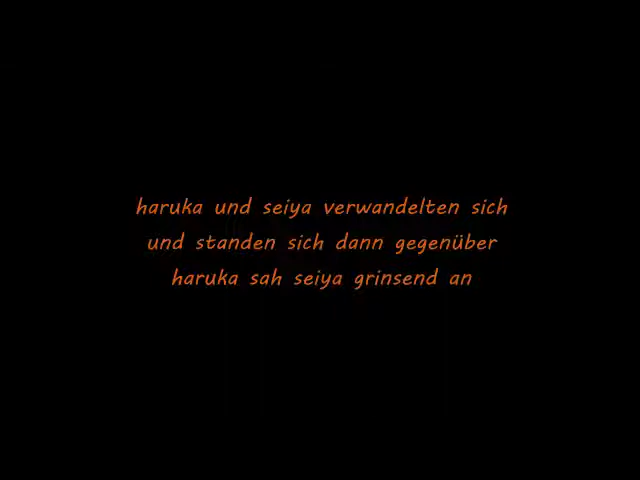 haruka und seiya verwandelten sich
und standen sich dann gegenüber
haruka sah seiya grinsend an